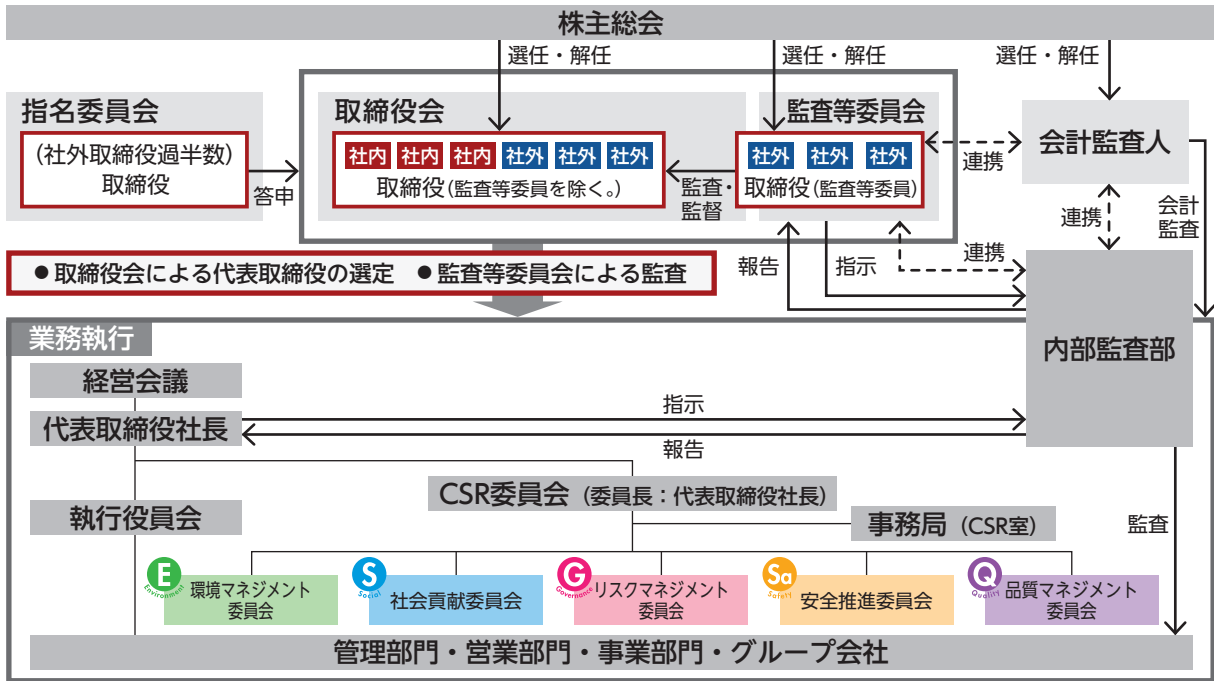 株主総会
選任・解任
選任・解任
選任・解任
指名委員会
(社外取締役過半数)
取締役
答申
取締役会
社内 社内 社内 社外 社外 社外
取締役(監査等委員を除く。)
監査・
監督
監査等委員会
社外 社外 社外
取締役(監査等委員)
連携
会計監査人
連携
会計
監査
●取締役会による代表取締役の選定 ●監査等委員会による監査
報告
指示
連携
内部監査部
業務執行
経営会議
代表取締役社長
指示
報告
CSR委員会(委員長:代表取締役社長)
執行役員会
事務局(CSR室)
監査
E
Environment
環境マネジメント
委員会
S
Social
社会貢献委員会
G
Governance
リスクマネジメント
委員会
Sa
Safety
安全推進委員会
Q
Quality
品質マネジメント
委員会
管理部門・営業部門・事業部門・グループ会社